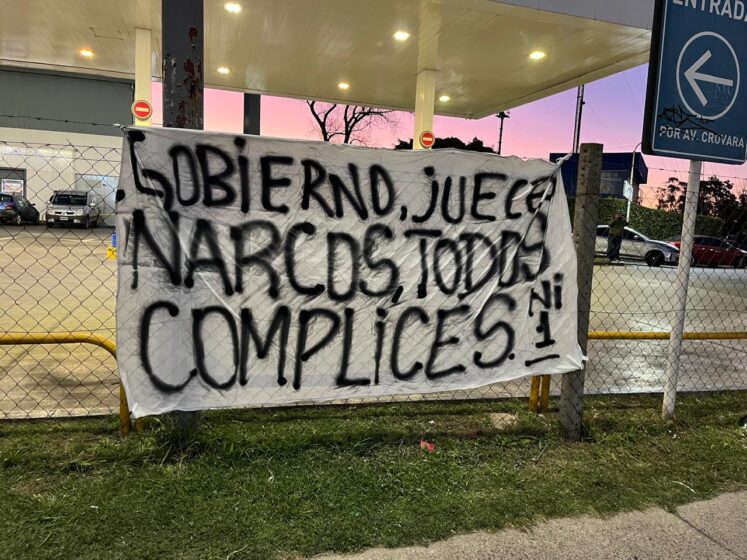 GOBIERNO, JUECES
NARCOS, TODOS
COMPLICES.
NI
1
ENTRADA
POR AV. CROVARA